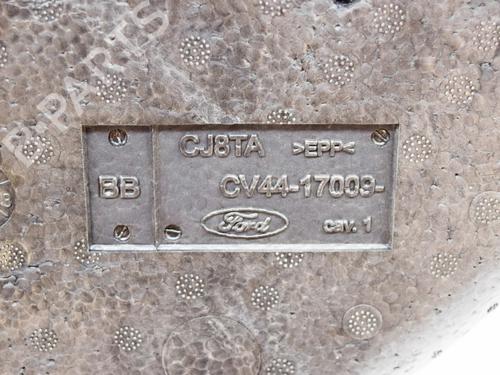 B-PARTS
CJ8TA >EPP<
BB CV44-17009-
Ford cav. 1